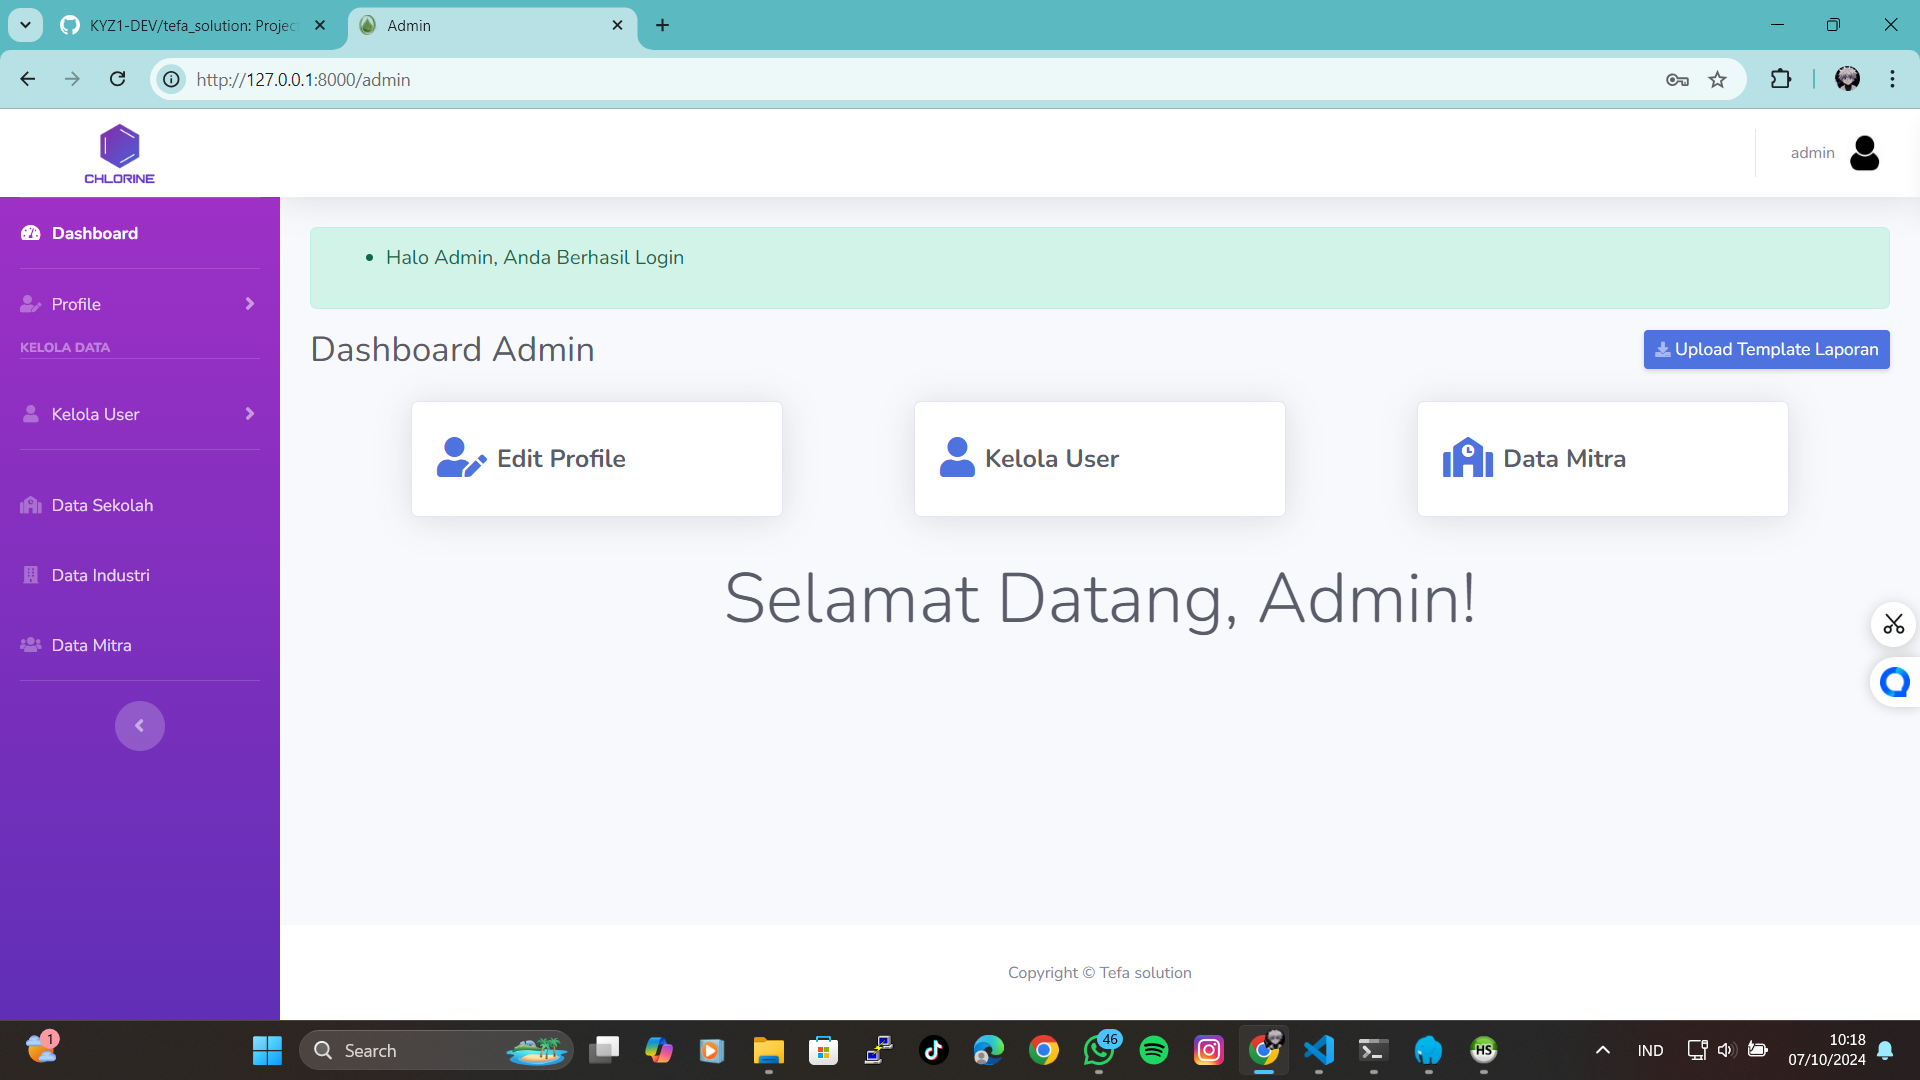 KYZ1-DEV/tefa_solution: Projec
Admin
http://127.0.0.1:8000/admin
CHLORINE
admin
Dashboard
Profile
KELOLA DATA
Kelola User
Data Sekolah
Data Industri
Data Mitra
Halo Admin, Anda Berhasil Login
Dashboard Admin
Upload Template Laporan
Edit Profile
Kelola User
Data Mitra
Selamat Datang, Admin!
Copyright © Tefa solution
1
Search
46
HS
IND
10:18
07/10/2024